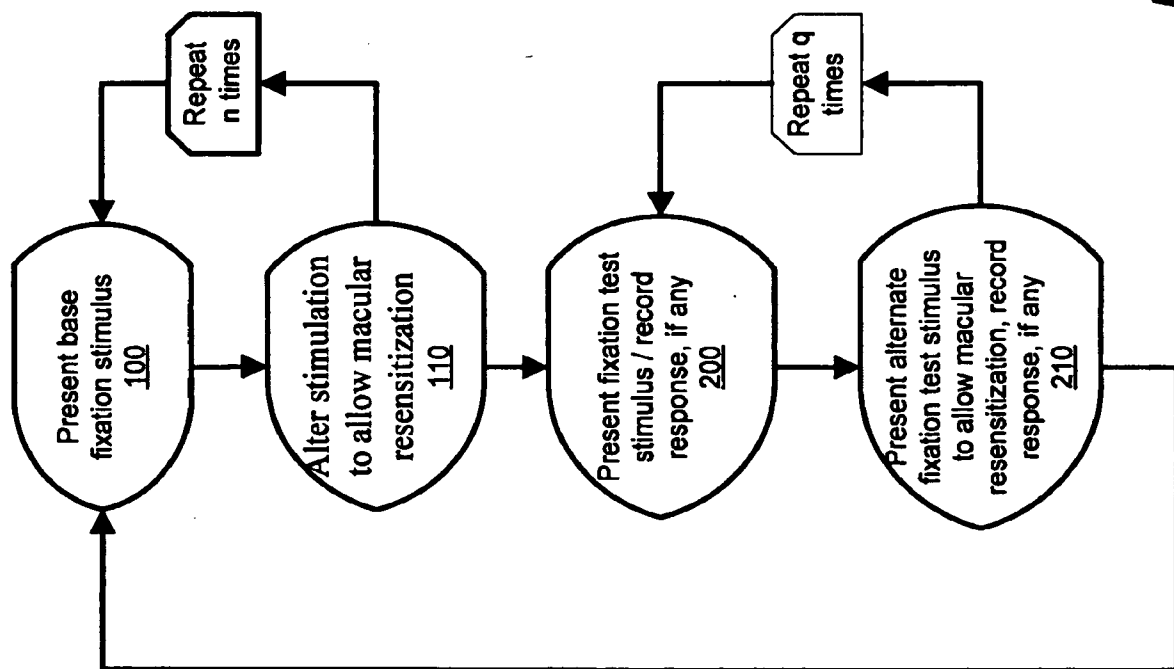 Present base
fixation stimulus
100
Repeat
n times
Alter stimulation
to allow macular
resensitization
110
Present fixation test
stimulus / record
response, if any
200
Repeat q
times
Present alternate
fixation test stimulus
to allow macular
resensitization, record
response, if any
210